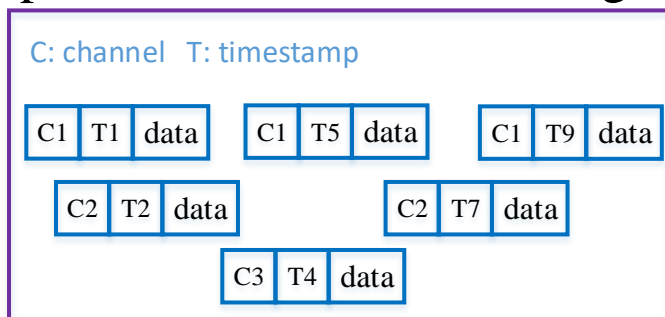 C: channel T: timestamp
C1 T1 data C1 T5 data C1 T9 data
C2 T2 data C2 T7 data
C3 T4 data